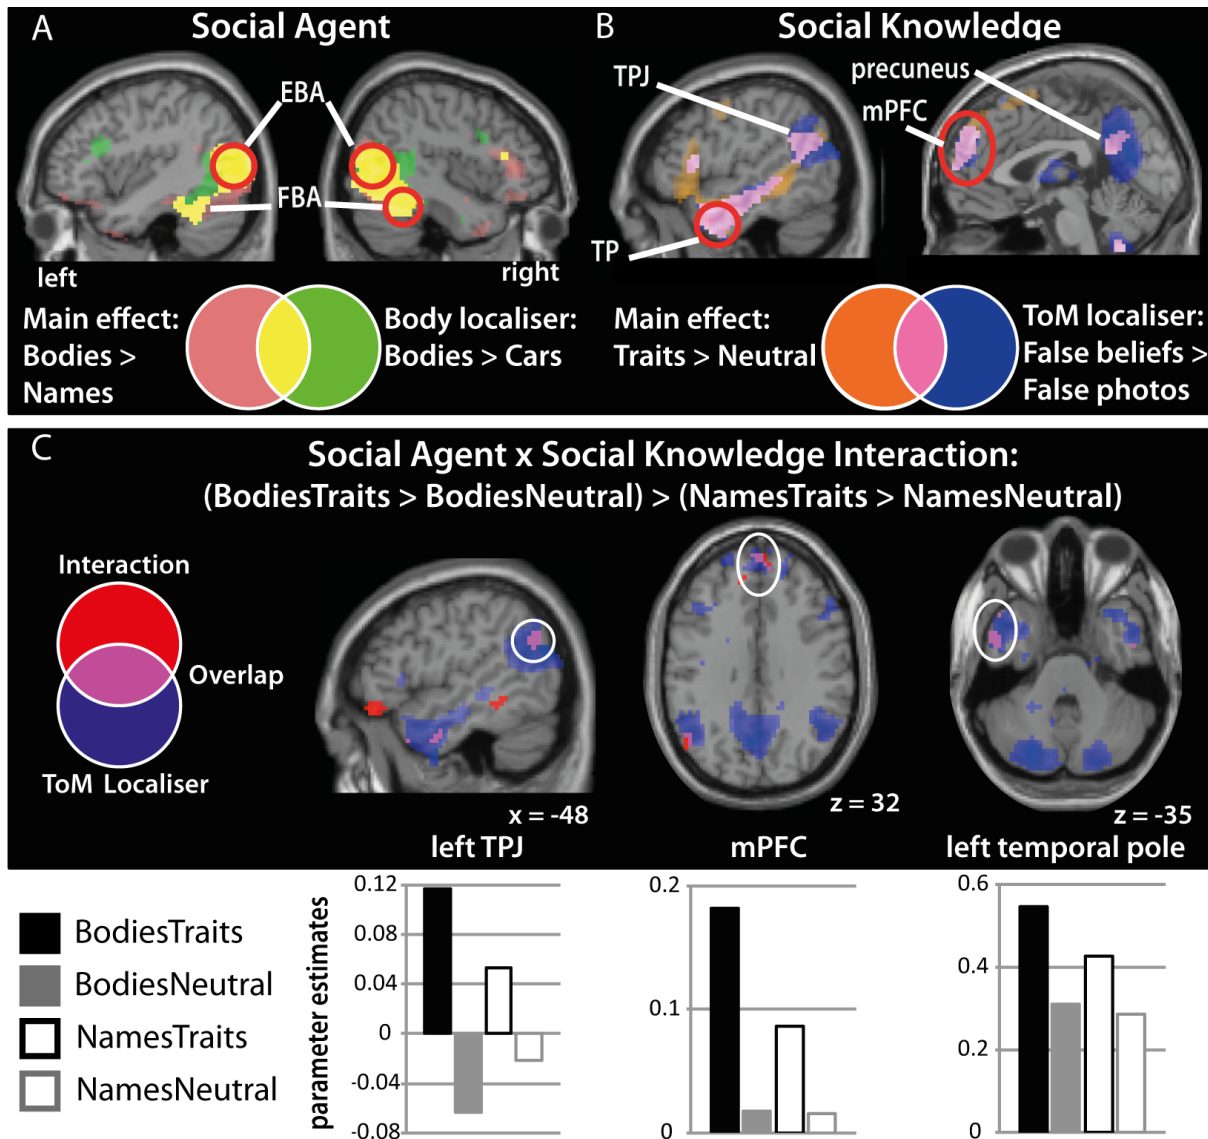 A
Social Agent
EBA
FBA
left
right
Main effect:
Bodies >
Names
Body localiser:
Bodies > Cars
B
Social Knowledge
TPJ
precuneus
mPFC
TP
Main effect:
Traits > Neutral
ToM localiser:
False beliefs >
False photos
C
Social Agent x Social Knowledge Interaction:
(BodiesTraits > BodiesNeutral) > (NamesTraits > NamesNeutral)
Interaction
Overlap
ToM Localiser
x = -48
z = 32
z = -35
left TPJ
mPFC
left temporal pole
BodiesTraits
BodiesNeutral
NamesTraits
NamesNeutral
parameter estimates
0.12
0.08
0.04
0
-0.04
-0.08
0.2
0.1
0
0.6
0.4
0.2
0